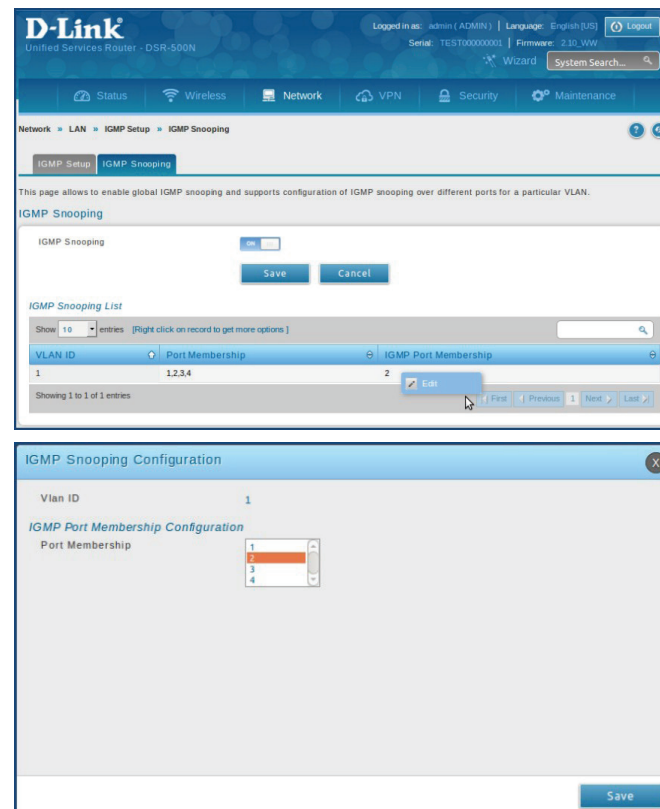 D-Link
Logged in as: admin ( ADMIN ) | Language: English [US] Logout
Unified Services Router - DSR-500N
Serial: TEST000000001 | Firmware: 2.10_WW
Wizard System Search...
Status Wireless Network VPN Security Maintenance
Network » LAN » IGMP Setup » IGMP Snooping
IGMP Setup IGMP Snooping
This page allows to enable global IGMP snooping and supports configuration of IGMP snooping over different ports for a particular VLAN.
IGMP Snooping
IGMP Snooping ON
Save Cancel
IGMP Snooping List
Show 10 entries [Right click on record to get more options ]
VLAN ID Port Membership IGMP Port Membership
1 1,2,3,4 2
Edit
Showing 1 to 1 of 1 entries First Previous 1 Next Last
IGMP Snooping Configuration X
Vlan ID 1
IGMP Port Membership Configuration
Port Membership 1
2
3
4
Save